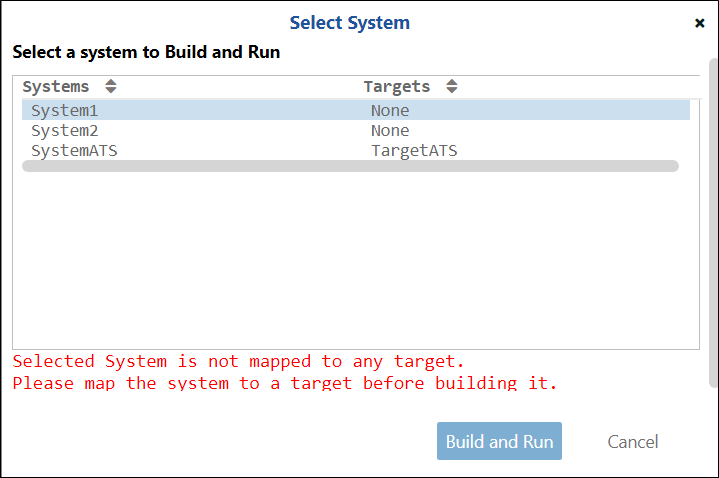 Select System
Select a system to Build and Run
Systems Targets
System1 None
System2 None
SystemATS TargetATS
Selected System is not mapped to any target.
Please map the system to a target before building it.
Build and Run Cancel